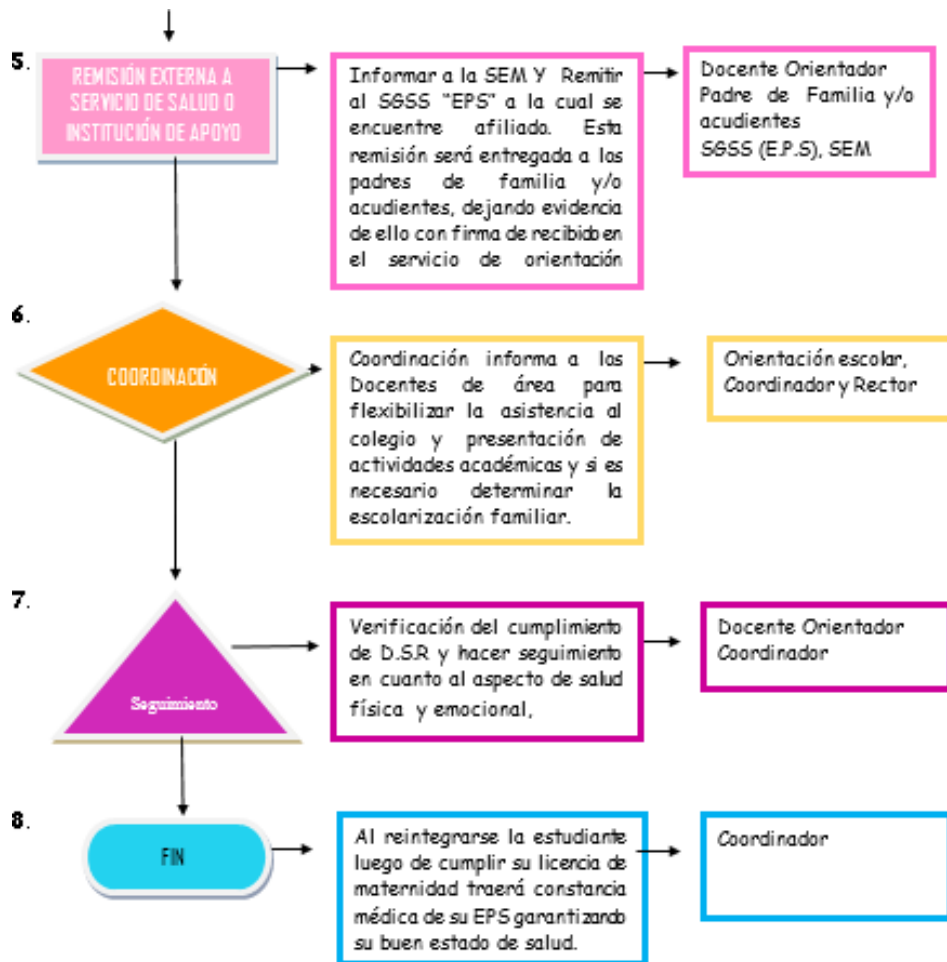 5.
REMISIÓN EXTERNA A
SERVICIO DE SALUD O
INSTITUCIÓN DE APOYO
Informar a la SEM Y Remitir
al SGSS "EPS" a la cual se
encuentre afiliado. Esta
remisión será entregada a los
padres de familia y/o
acudientes, dejando evidencia
de ello con firma de recibido en
el servicio de orientación
Docente Orientador
Padre de Familia y/o
acudientes
SGSS (E.P.S), SEM
6.
COORDINACIÓN
Coordinación informa a los
Docentes de área para
flexibilizar la asistencia al
colegio y presentación de
actividades académicas y si es
necesario determinar la
escolarización familiar.
Orientación escolar,
Coordinador y Rector
7.
Seguimiento
Verificación del cumplimiento
de D.S.R y hacer seguimiento
en cuanto al aspecto de salud
física y emocional,
Docente Orientador
Coordinador
8.
FIN
Al reintegrarse la estudiante
luego de cumplir su licencia de
maternidad traerá constancia
médica de su EPS garantizando
su buen estado de salud.
Coordinador